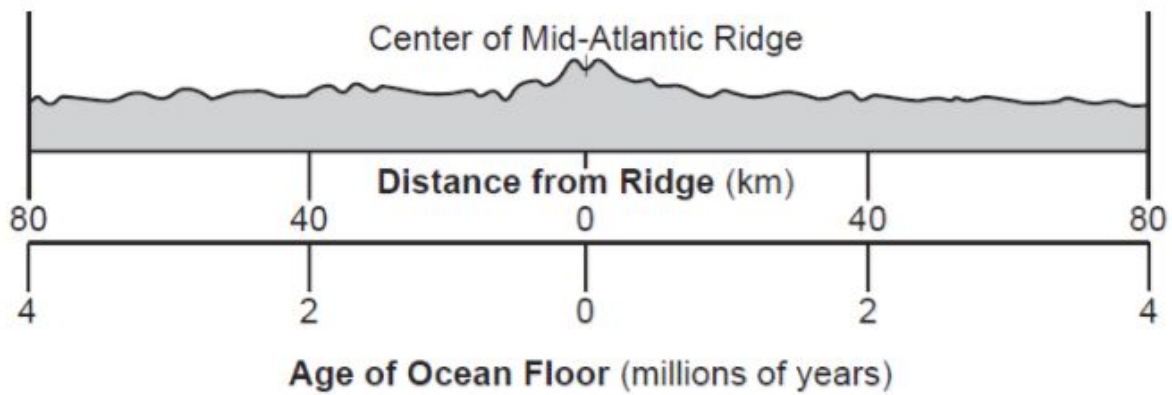 Center of Mid-Atlantic Ridge
Distance from Ridge (km)
80 40 0 40 80
4 2 0 2 4
Age of Ocean Floor (millions of years)